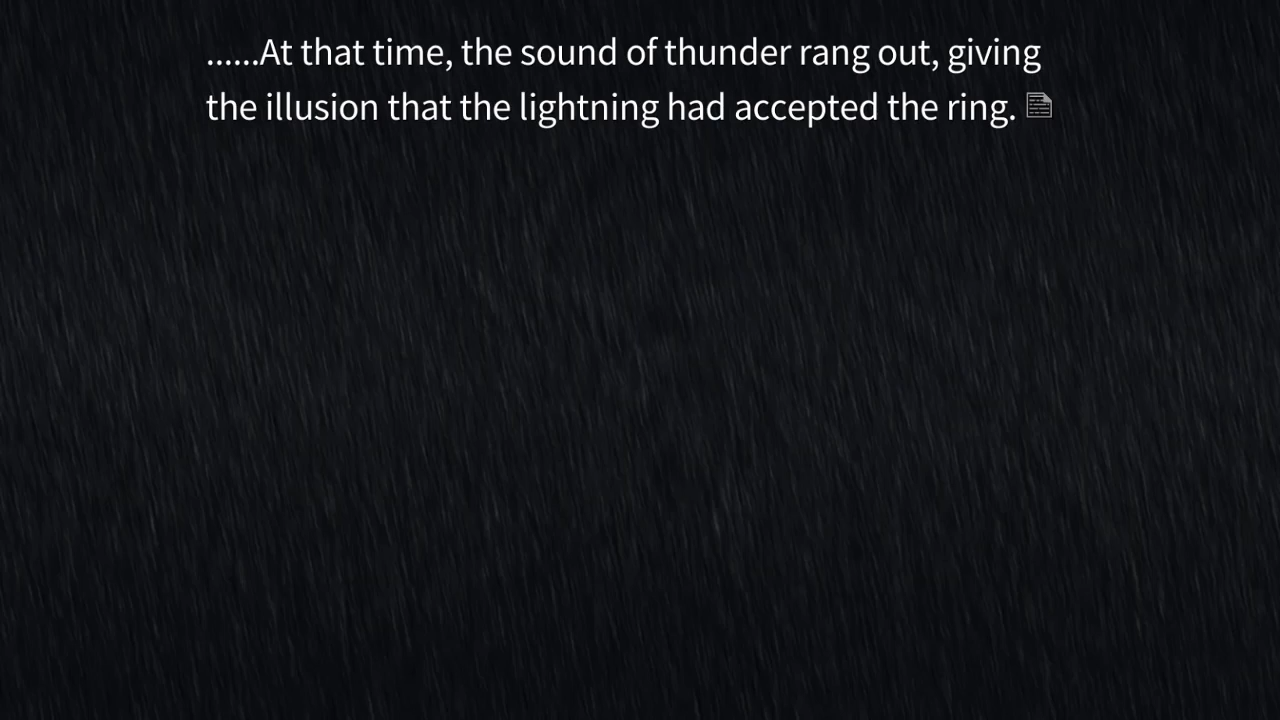 ......At that time, the sound of thunder rang out, giving
the illusion that the lightning had accepted the ring.